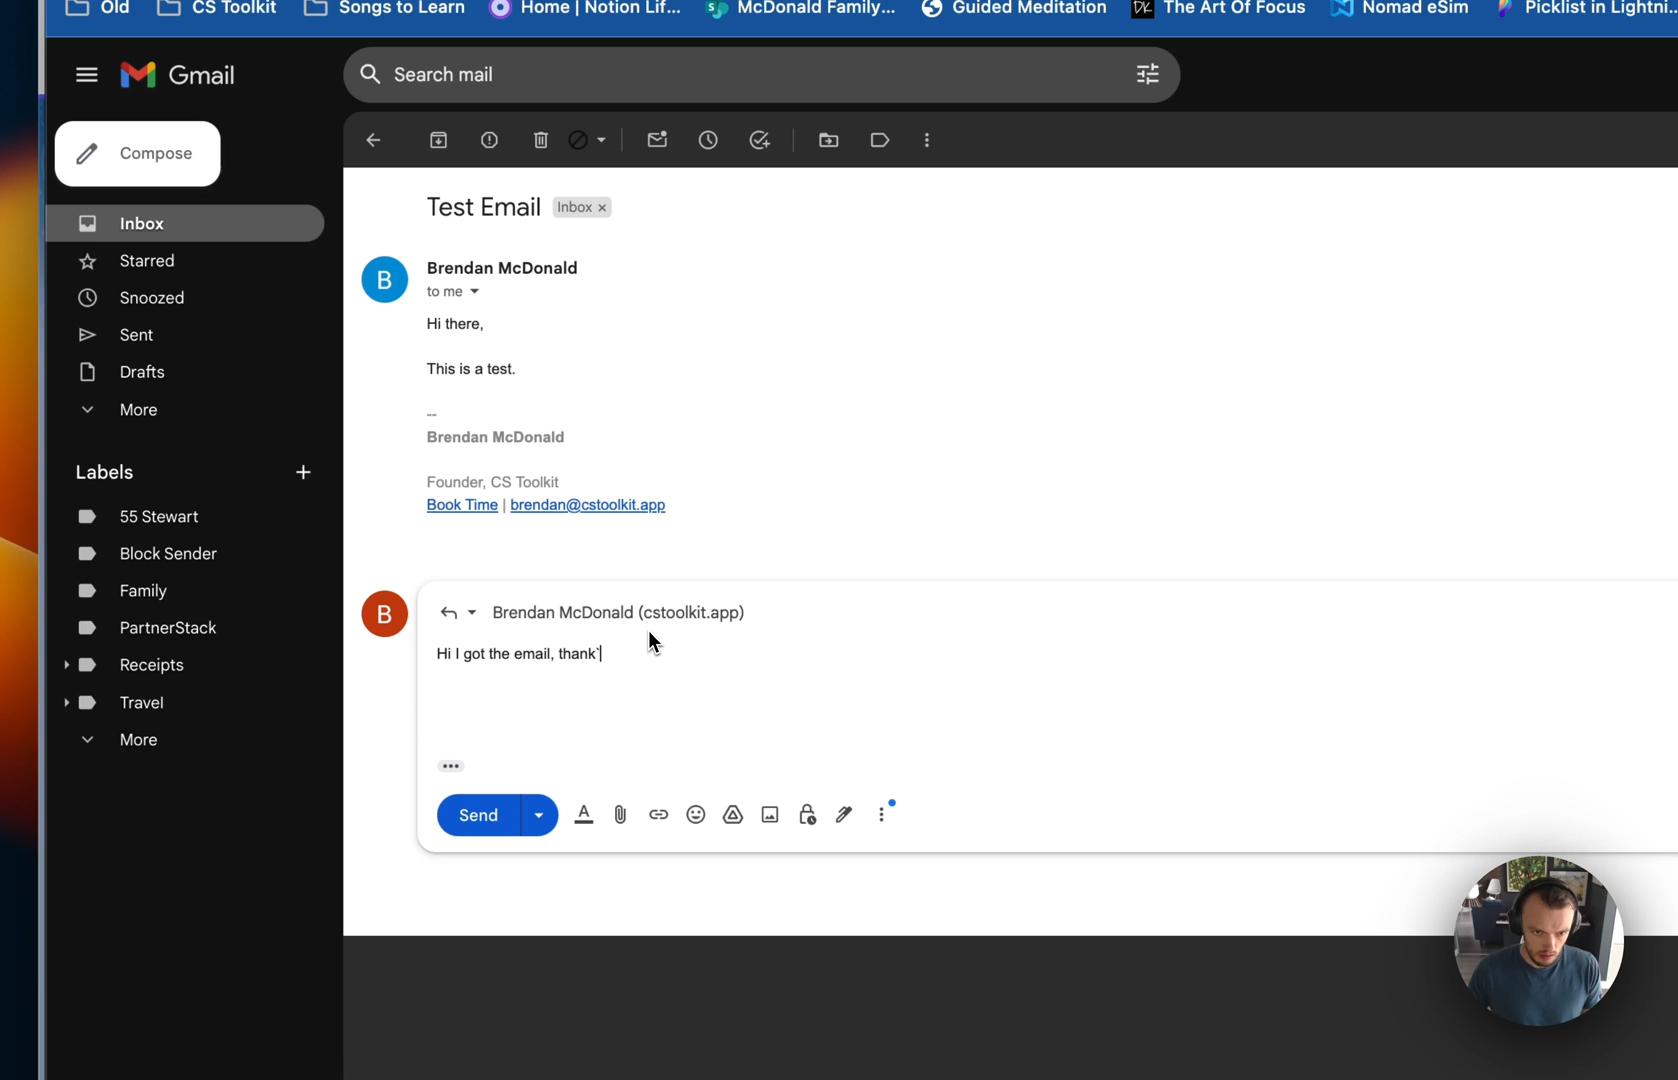 Old CS Toolkit Songs to Learn Home | Notion Lif... McDonald Family... Guided Meditation DK The Art Of Focus Nomad eSim Picklist in Lightni...
Gmail
Search mail
Compose
Inbox
Starred
Snoozed
Sent
Drafts
More
Labels
55 Stewart
Block Sender
Family
PartnerStack
Receipts
Travel
More
Test Email Inbox
B Brendan McDonald
to me
Hi there,
This is a test.
--
Brendan McDonald
Founder, CS Toolkit
Book Time | brendan@cstoolkit.app
B Brendan McDonald (cstoolkit.app)
Hi I got the email, thank`
Send